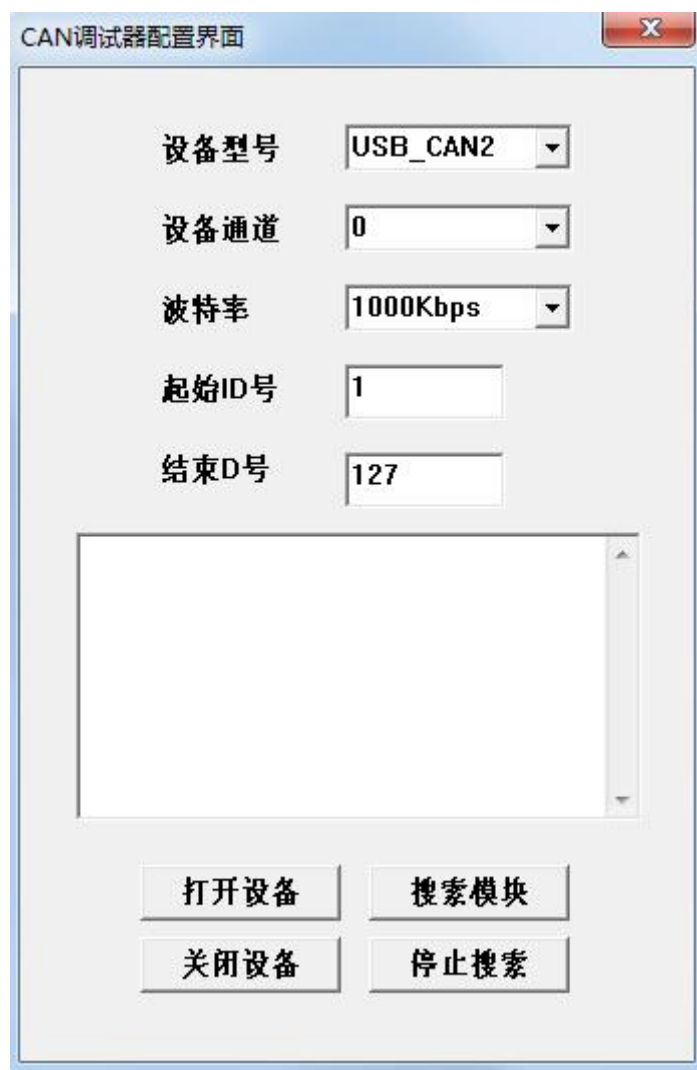 CAN调试器配置界面
设备型号 USB_CAN2
设备通道 0
波特率 1000Kbps
起始ID号 1
结束D号 127
打开设备 搜索模块
关闭设备 停止搜索